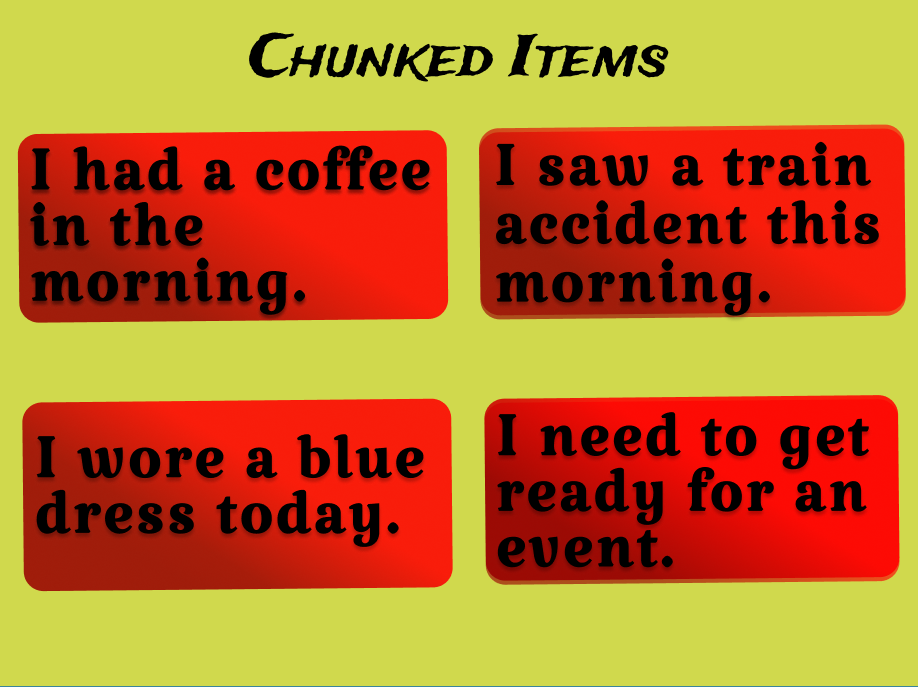 Chunked Items
I had a coffee
in the
morning.
I saw a train
accident this
morning.
I wore a blue
dress today.
I need to get
ready for an
event.